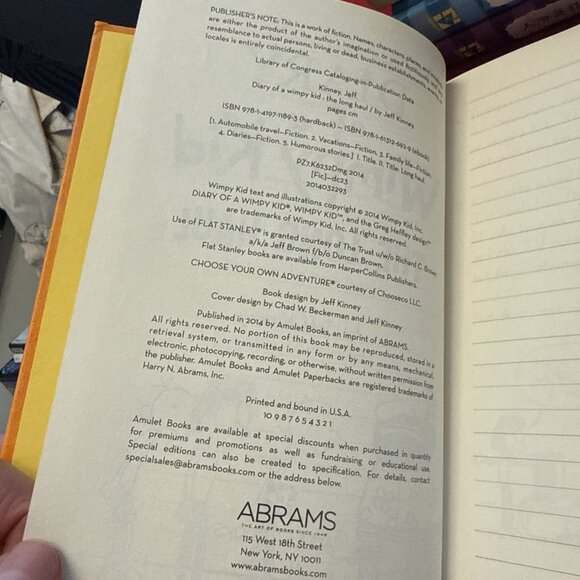 PUBLISHER'S NOTE: This is a work of fiction. Names, characters, places, and
are either the product of the author's imagination or used fictitiously, and any
resemblance to actual persons, living or dead, business establishments, events, or
locales is entirely coincidental.
Library of Congress Cataloging-in-Publication Data
Kinney, Jeff.
Diary of a wimpy kid : the long haul / by Jeff Kinney.
pages cm
ISBN 978-1-4197-1189-3 (hardback) — ISBN 978-1-61312-692-9 (ebook)
[1. Automobile travel—Fiction. 2. Vacations—Fiction. 3. Family life—Fiction.
4. Diaries—Fiction. 5. Humorous stories.] I. Title. II. Title: Long haul.
PZ7.K6232Dmg 2014
[Fic]—dc23
2014032293
Wimpy Kid text and illustrations copyright © 2014 Wimpy Kid, Inc.
DIARY OF A WIMPY KID®, WIMPY KID™, and the Greg Heffley design™
are trademarks of Wimpy Kid, Inc. All rights reserved.
Use of FLAT STANLEY® is granted courtesy of The Trust u/w/o Richard C. Brown
a/k/a Jeff Brown f/b/o Duncan Brown.
Flat Stanley books are available from HarperCollins Publishers.
CHOOSE YOUR OWN ADVENTURE® courtesy of Chooseco LLC.
Book design by Jeff Kinney
Cover design by Chad W. Beckerman and Jeff Kinney
Published in 2014 by Amulet Books, an imprint of ABRAMS.
All rights reserved. No portion of this book may be reproduced, stored in a
retrieval system, or transmitted in any form or by any means, mechanical,
electronic, photocopying, recording, or otherwise, without written permission from
the publisher. Amulet Books and Amulet Paperbacks are registered trademarks of
Harry N. Abrams, Inc.
Printed and bound in U.S.A.
10 9 8 7 6 5 4 3 2 1
Amulet Books are available at special discounts when purchased in quantity
for premiums and promotions as well as fundraising or educational use.
Special editions can also be created to specification. For details, contact
specialsales@abramsbooks.com or the address below.
ABRAMS
THE ART OF BOOKS SINCE 1949
115 West 18th Street
New York, NY 10011
www.abramsbooks.com